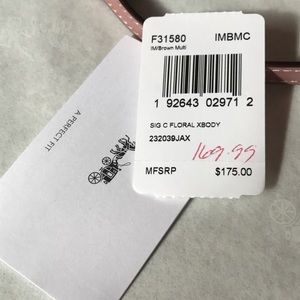 F31580 IMBMC
IM/Brown Multi
1 92643 02971 2
SIG C FLORAL XBODY
232039JAX
169.99
MFSRP $175.00
A PERFECT FIT